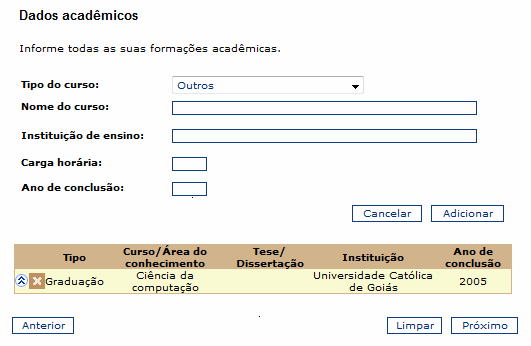 Dados acadêmicos
Informe todas as suas formações acadêmicas.
Tipo do curso: Outros
Nome do curso:
Instituição de ensino:
Carga horária:
Ano de conclusão:
Cancelar Adicionar
Tipo Curso/Área do conhecimento Tese/Dissertação Instituição Ano de conclusão
Graduação Ciência da computação Universidade Católica de Goiás 2005
Anterior Limpar Próximo